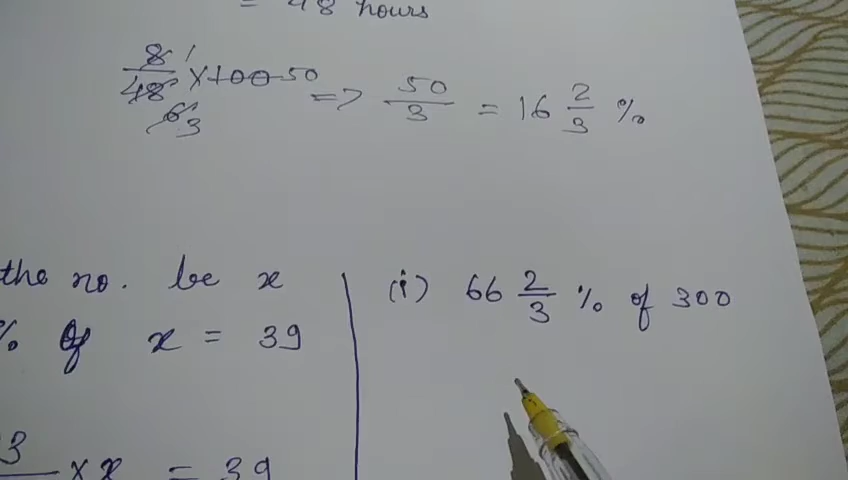 = 48 hours
8 1
48 × 100 50 => 50/3 = 16 2/3 %
6 3
the no. be x
% of x = 39
3 × x = 39
(i) 66 2/3 % of 300